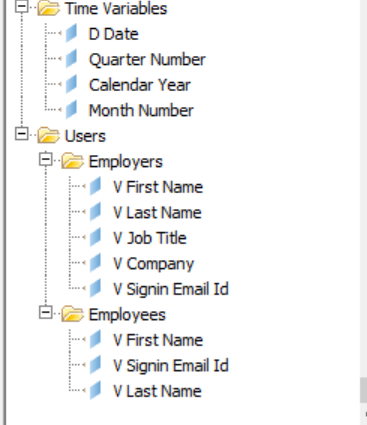 Time Variables
D Date
Quarter Number
Calendar Year
Month Number
Users
Employers
V First Name
V Last Name
V Job Title
V Company
V Signin Email Id
Employees
V First Name
V Signin Email Id
V Last Name